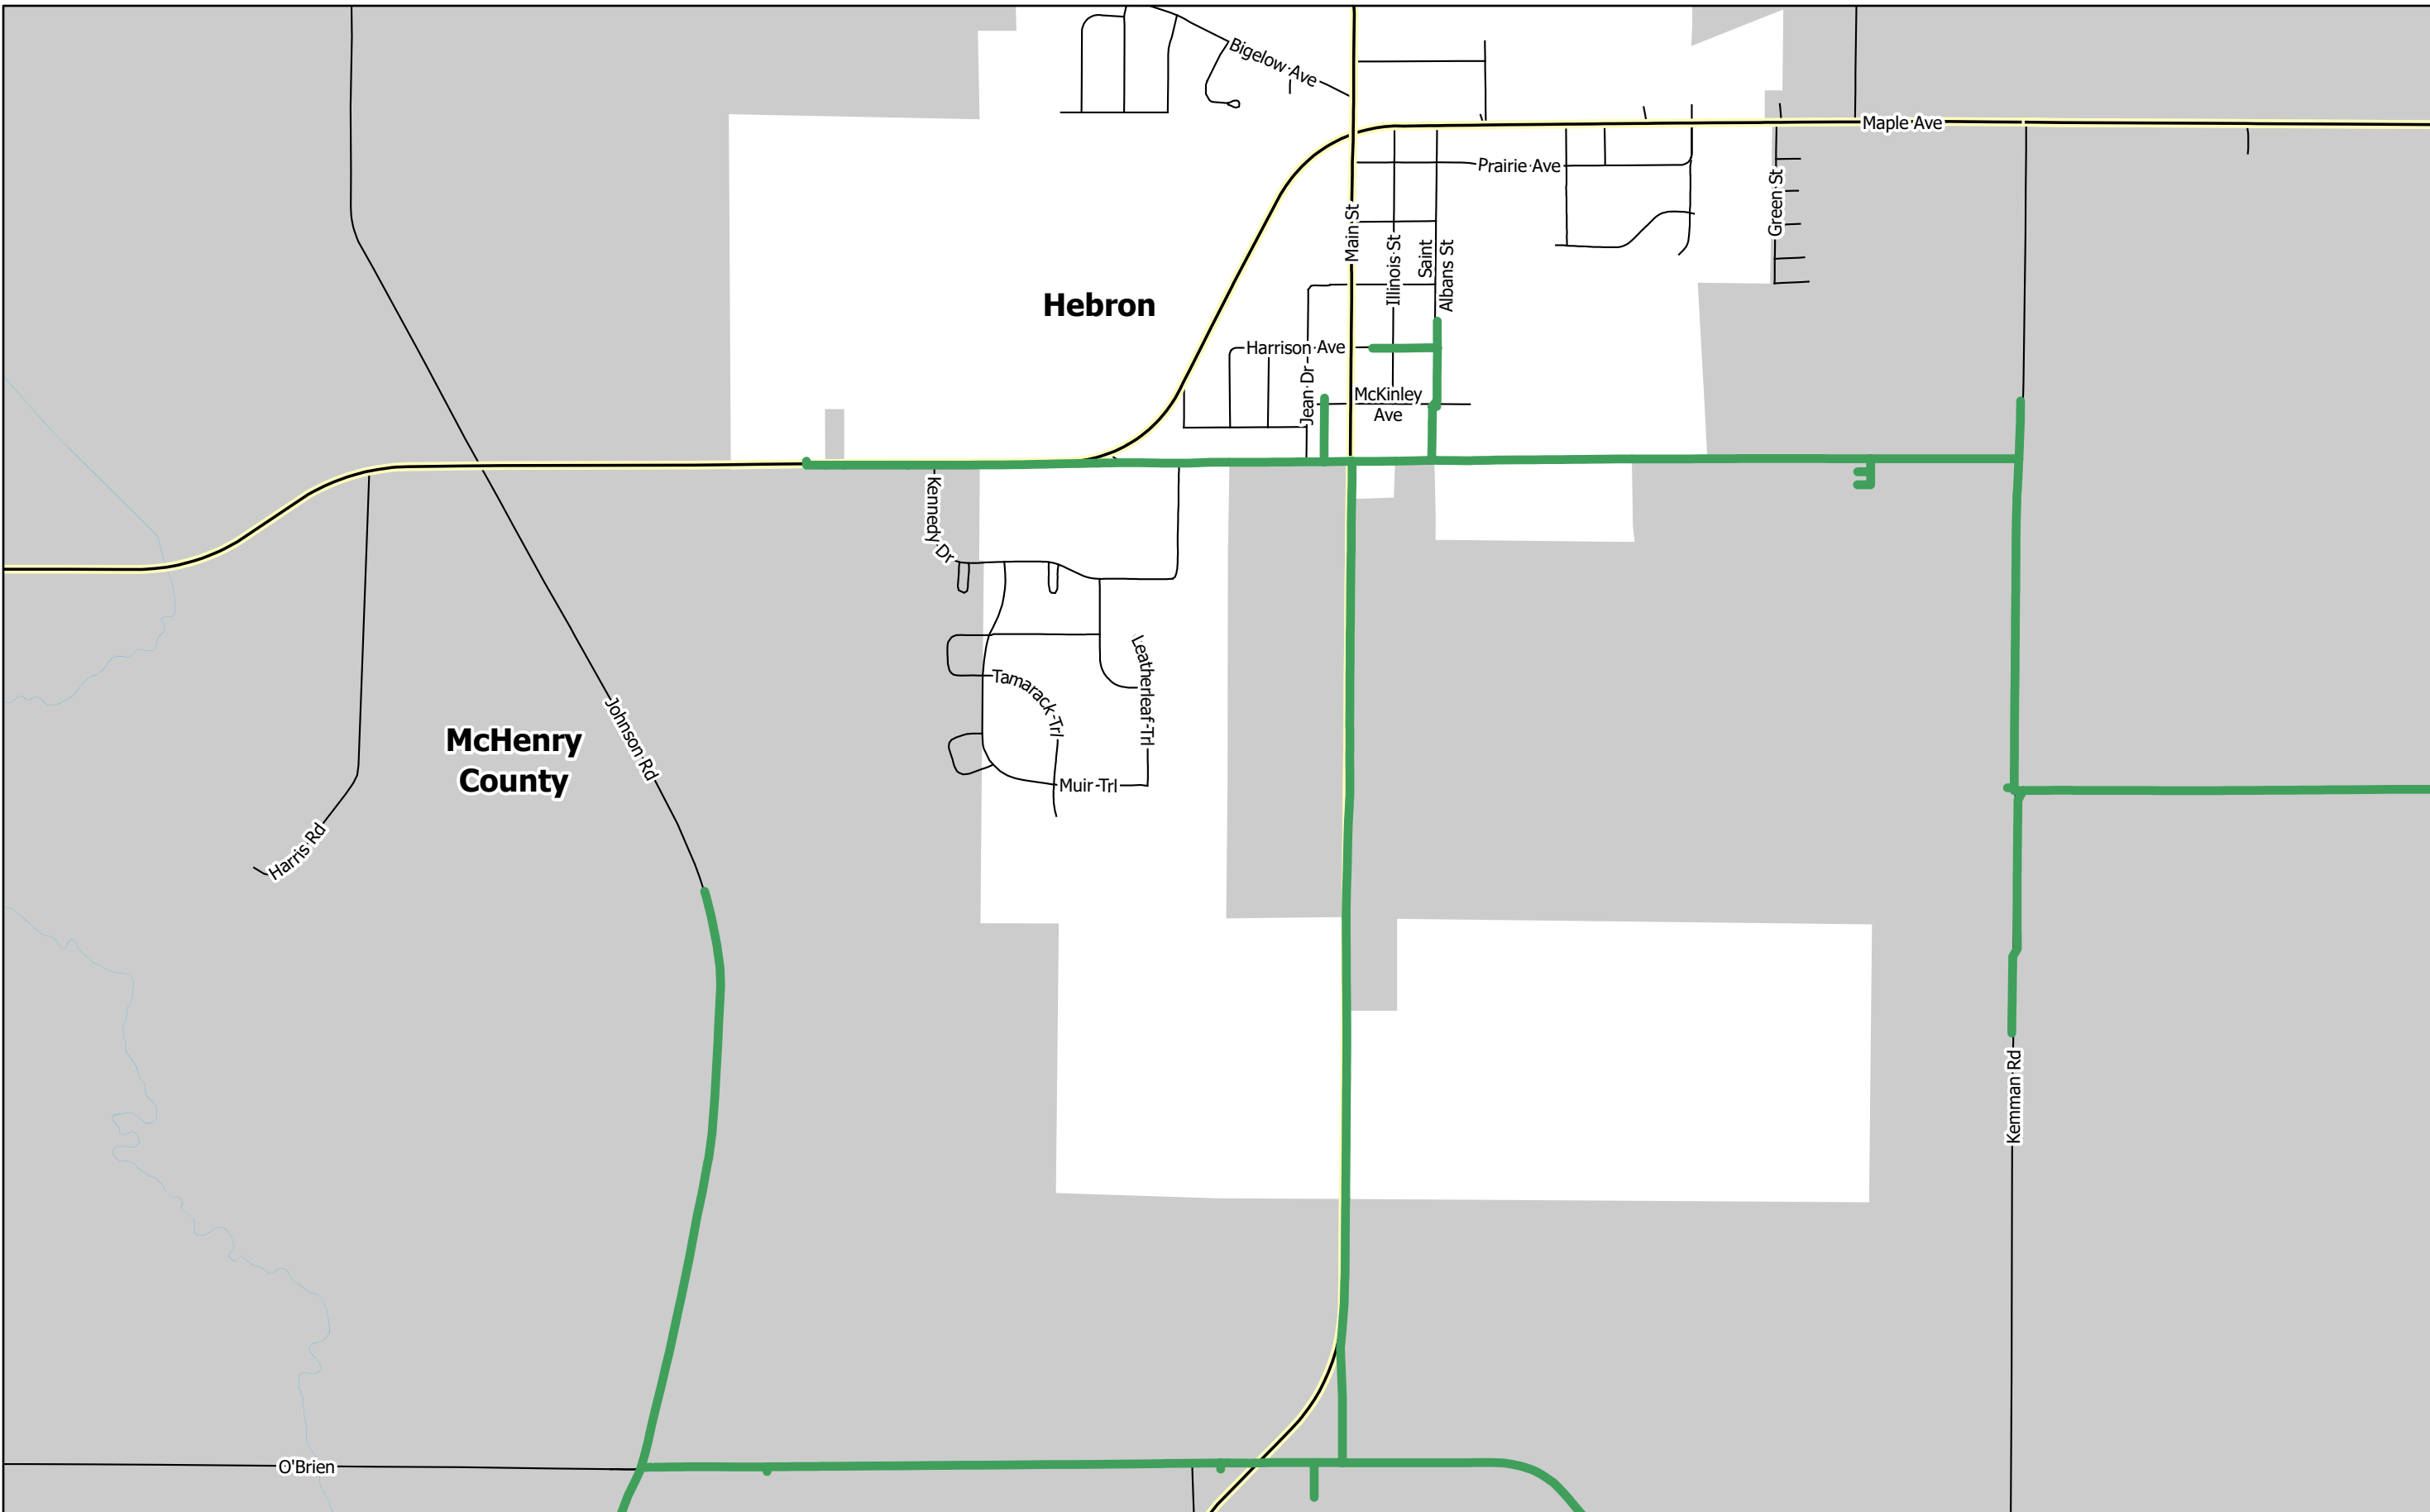 Bigelow Ave
Maple Ave
Prairie Ave
Green St
Main St
Illinois St
Saint
Albans St
Hebron
Harrison Ave
Jean Dr
McKinley
Ave
Kennedy Dr
Leatherleaf Trl
Tamarack Trl
Muir Trl
Johnson Rd
McHenry
County
Harris Rd
Kemman Rd
O'Brien